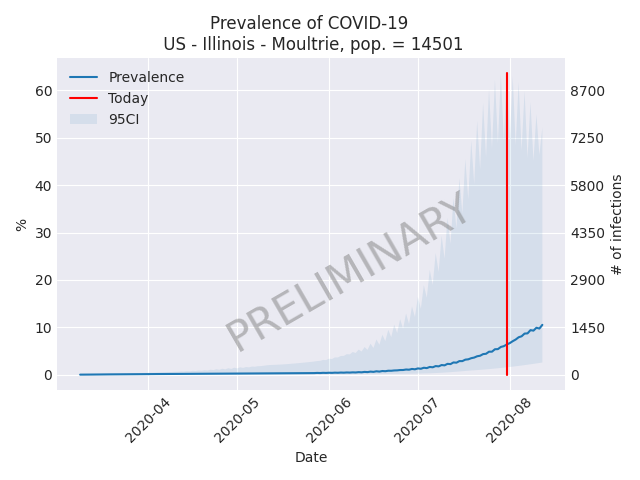 Prevalence of COVID-19
US - Illinois - Moultrie, pop. = 14501
Prevalence
Today
95CI
60
50
40
30
20
10
0
%
8700
7250
5800
4350
2900
1450
0
# of infections
PRELIMINARY
2020-04
2020-05
2020-06
2020-07
2020-08
Date